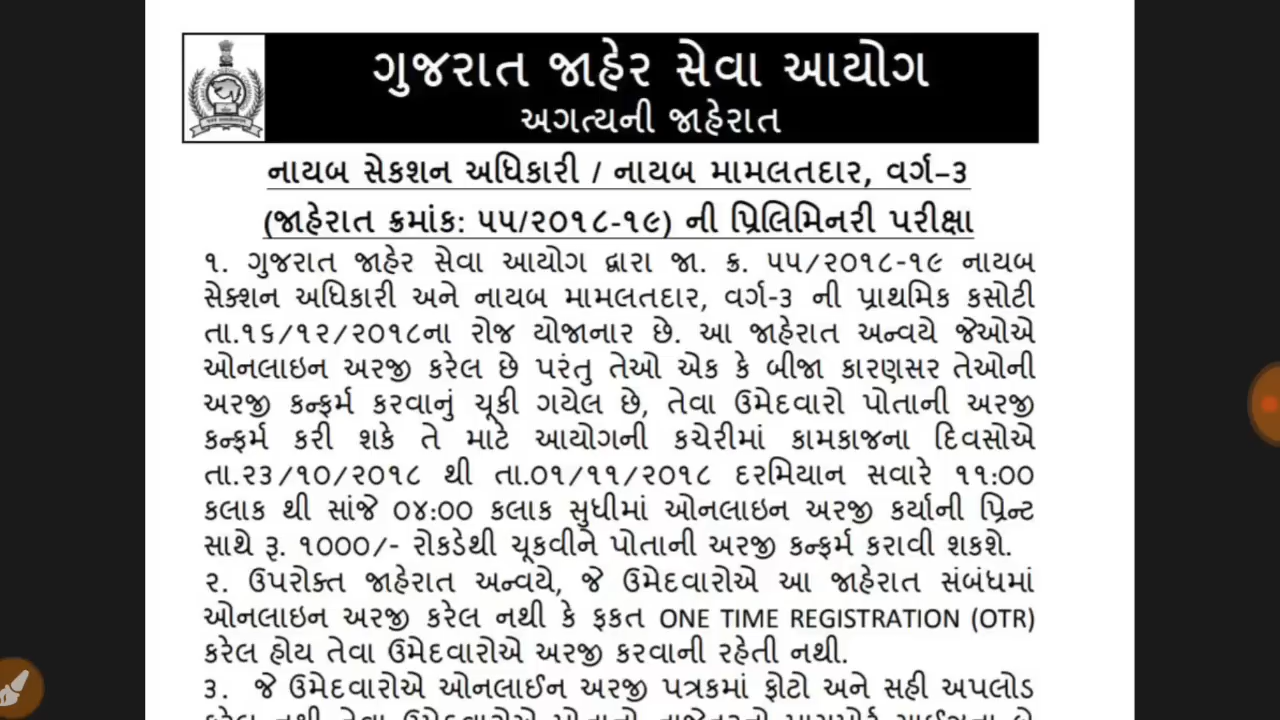 ગુજરાત જાહેર સેવા આયોગ
અગત્યની જાહેરાત
નાયબ સેકશન અધિકારી / નાયબ મામલતદાર, વર્ગ–૩
(જાહેરાત ક્રમાંક: ૫૫/૨૦૧૮-૧૯) ની પ્રિલિમિનરી પરીક્ષા
૧. ગુજરાત જાહેર સેવા આયોગ દ્વારા જા. ક્ર. ૫૫/૨૦૧૮-૧૯ નાયબ
સેક્શન અધિકારી અને નાયબ મામલતદાર, વર્ગ-૩ ની પ્રાથમિક કસોટી
તા.૧૬/૧૨/૨૦૧૮ના રોજ યોજાનાર છે. આ જાહેરાત અન્વયે જેઓએ
ઓનલાઇન અરજી કરેલ છે પરંતુ તેઓ એક કે બીજા કારણસર તેઓની
અરજી કન્ફર્મ કરવાનું ચૂકી ગયેલ છે, તેવા ઉમેદવારો પોતાની અરજી
કન્ફર્મ કરી શકે તે માટે આયોગની કચેરીમાં કામકાજના દિવસોએ
તા.૨૩/૧૦/૨૦૧૮ થી તા.૦૧/૧૧/૨૦૧૮ દરમિયાન સવારે ૧૧:૦૦
કલાક થી સાંજે ૦૪:૦૦ કલાક સુધીમાં ઓનલાઇન અરજી કર્યાની પ્રિન્ટ
સાથે રૂ. ૧૦૦૦/- રોકડેથી ચૂકવીને પોતાની અરજી કન્ફર્મ કરાવી શકશે.
૨. ઉપરોક્ત જાહેરાત અન્વયે, જે ઉમેદવારોએ આ જાહેરાત સંબંધમાં
ઓનલાઇન અરજી કરેલ નથી કે ફકત ONE TIME REGISTRATION (OTR)
કરેલ હોય તેવા ઉમેદવારોએ અરજી કરવાની રહેતી નથી.
૩. જે ઉમેદવારોએ ઓનલાઈન અરજી પત્રકમાં ફોટો અને સહી અપલોડ